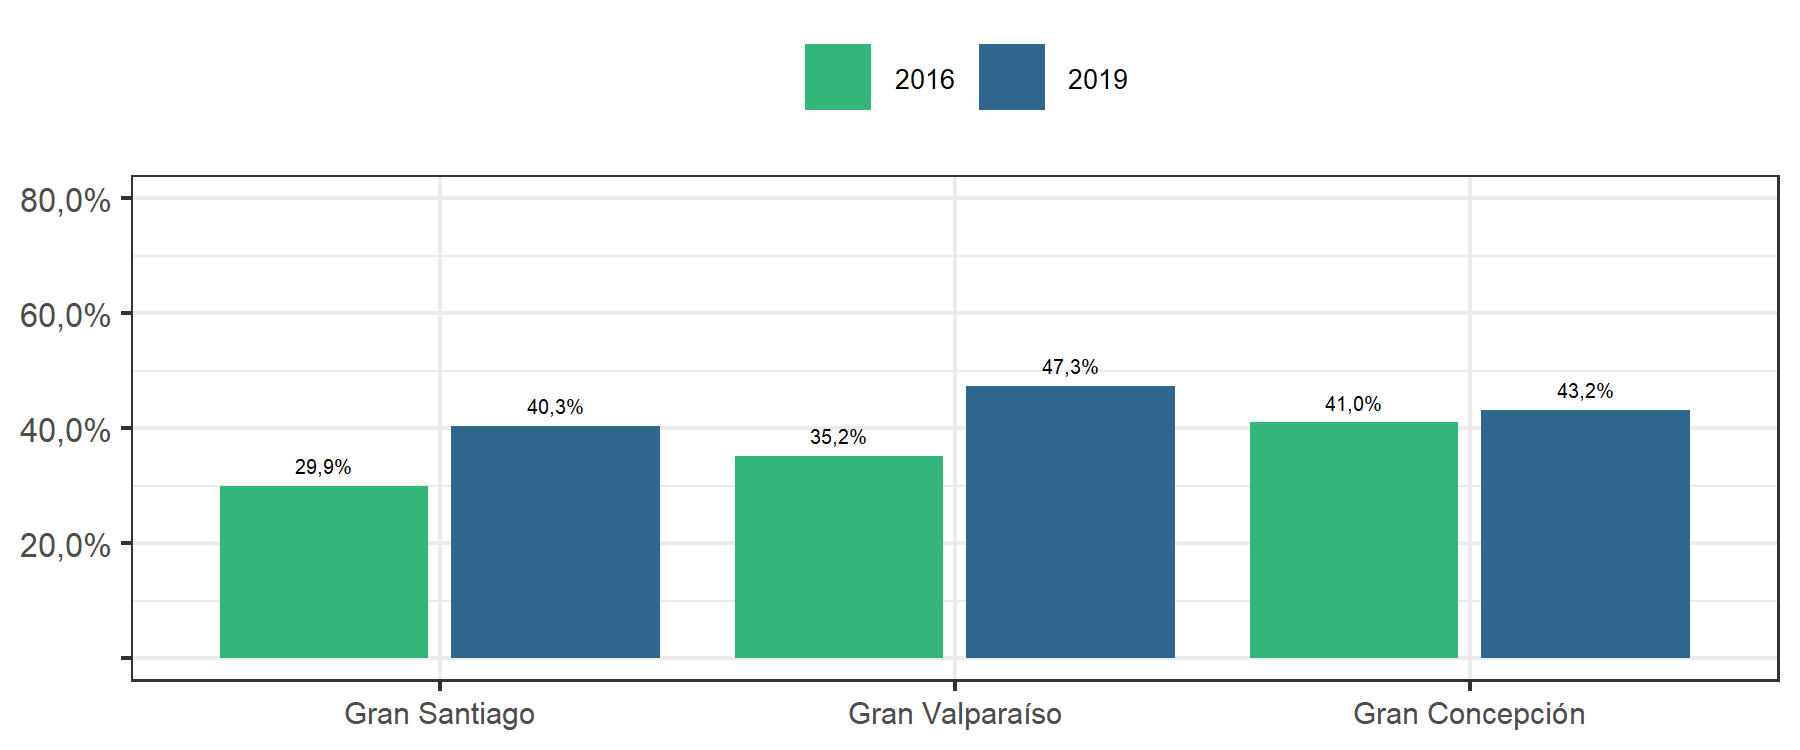 2016 2019
80,0%
60,0%
40,0%
20,0%
29,9% 40,3% 35,2% 47,3% 41,0% 43,2%
Gran Santiago Gran Valparaíso Gran Concepción